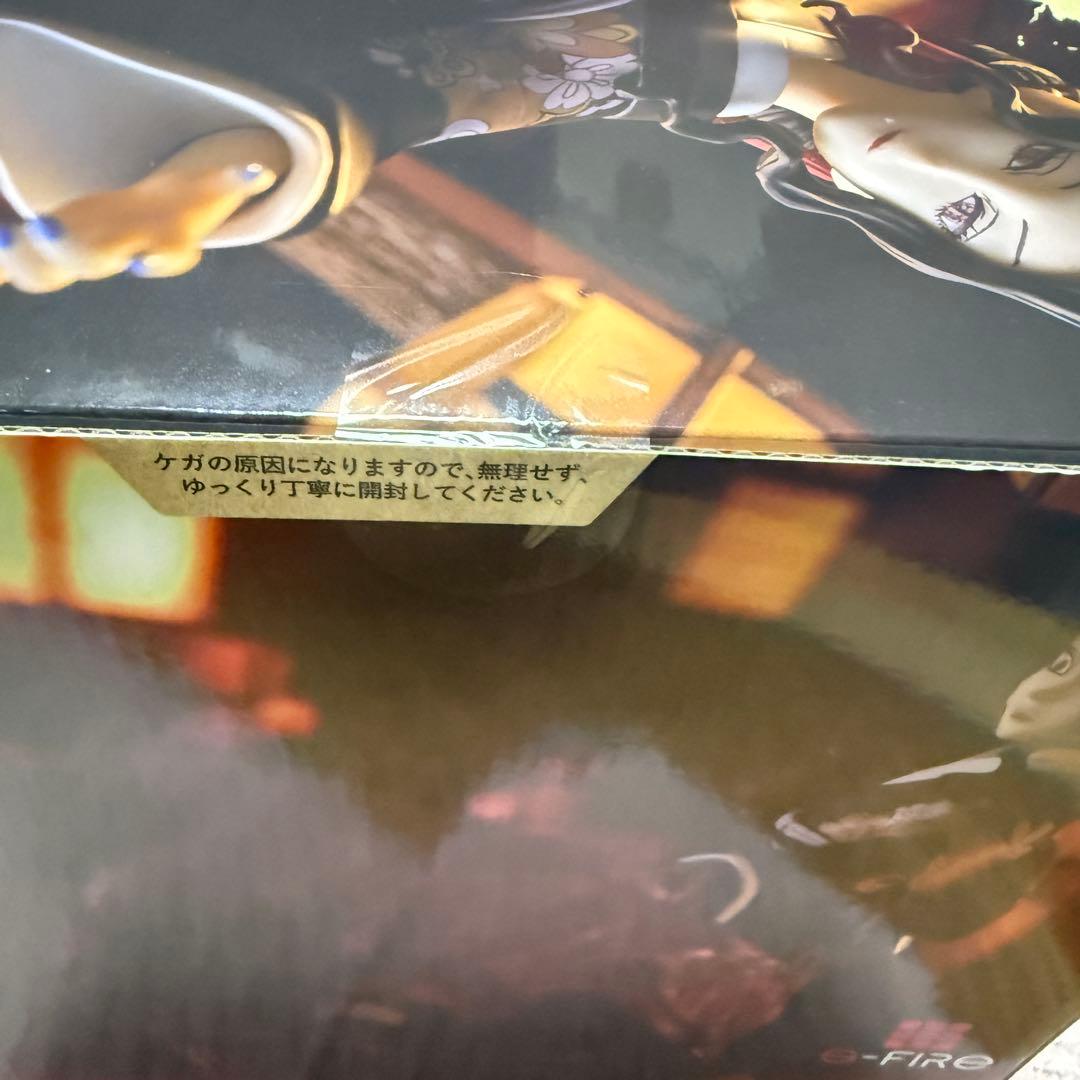 ケガの原因になりますので、無理せず、
ゆっくり丁寧に開封してください。
e-FIRE